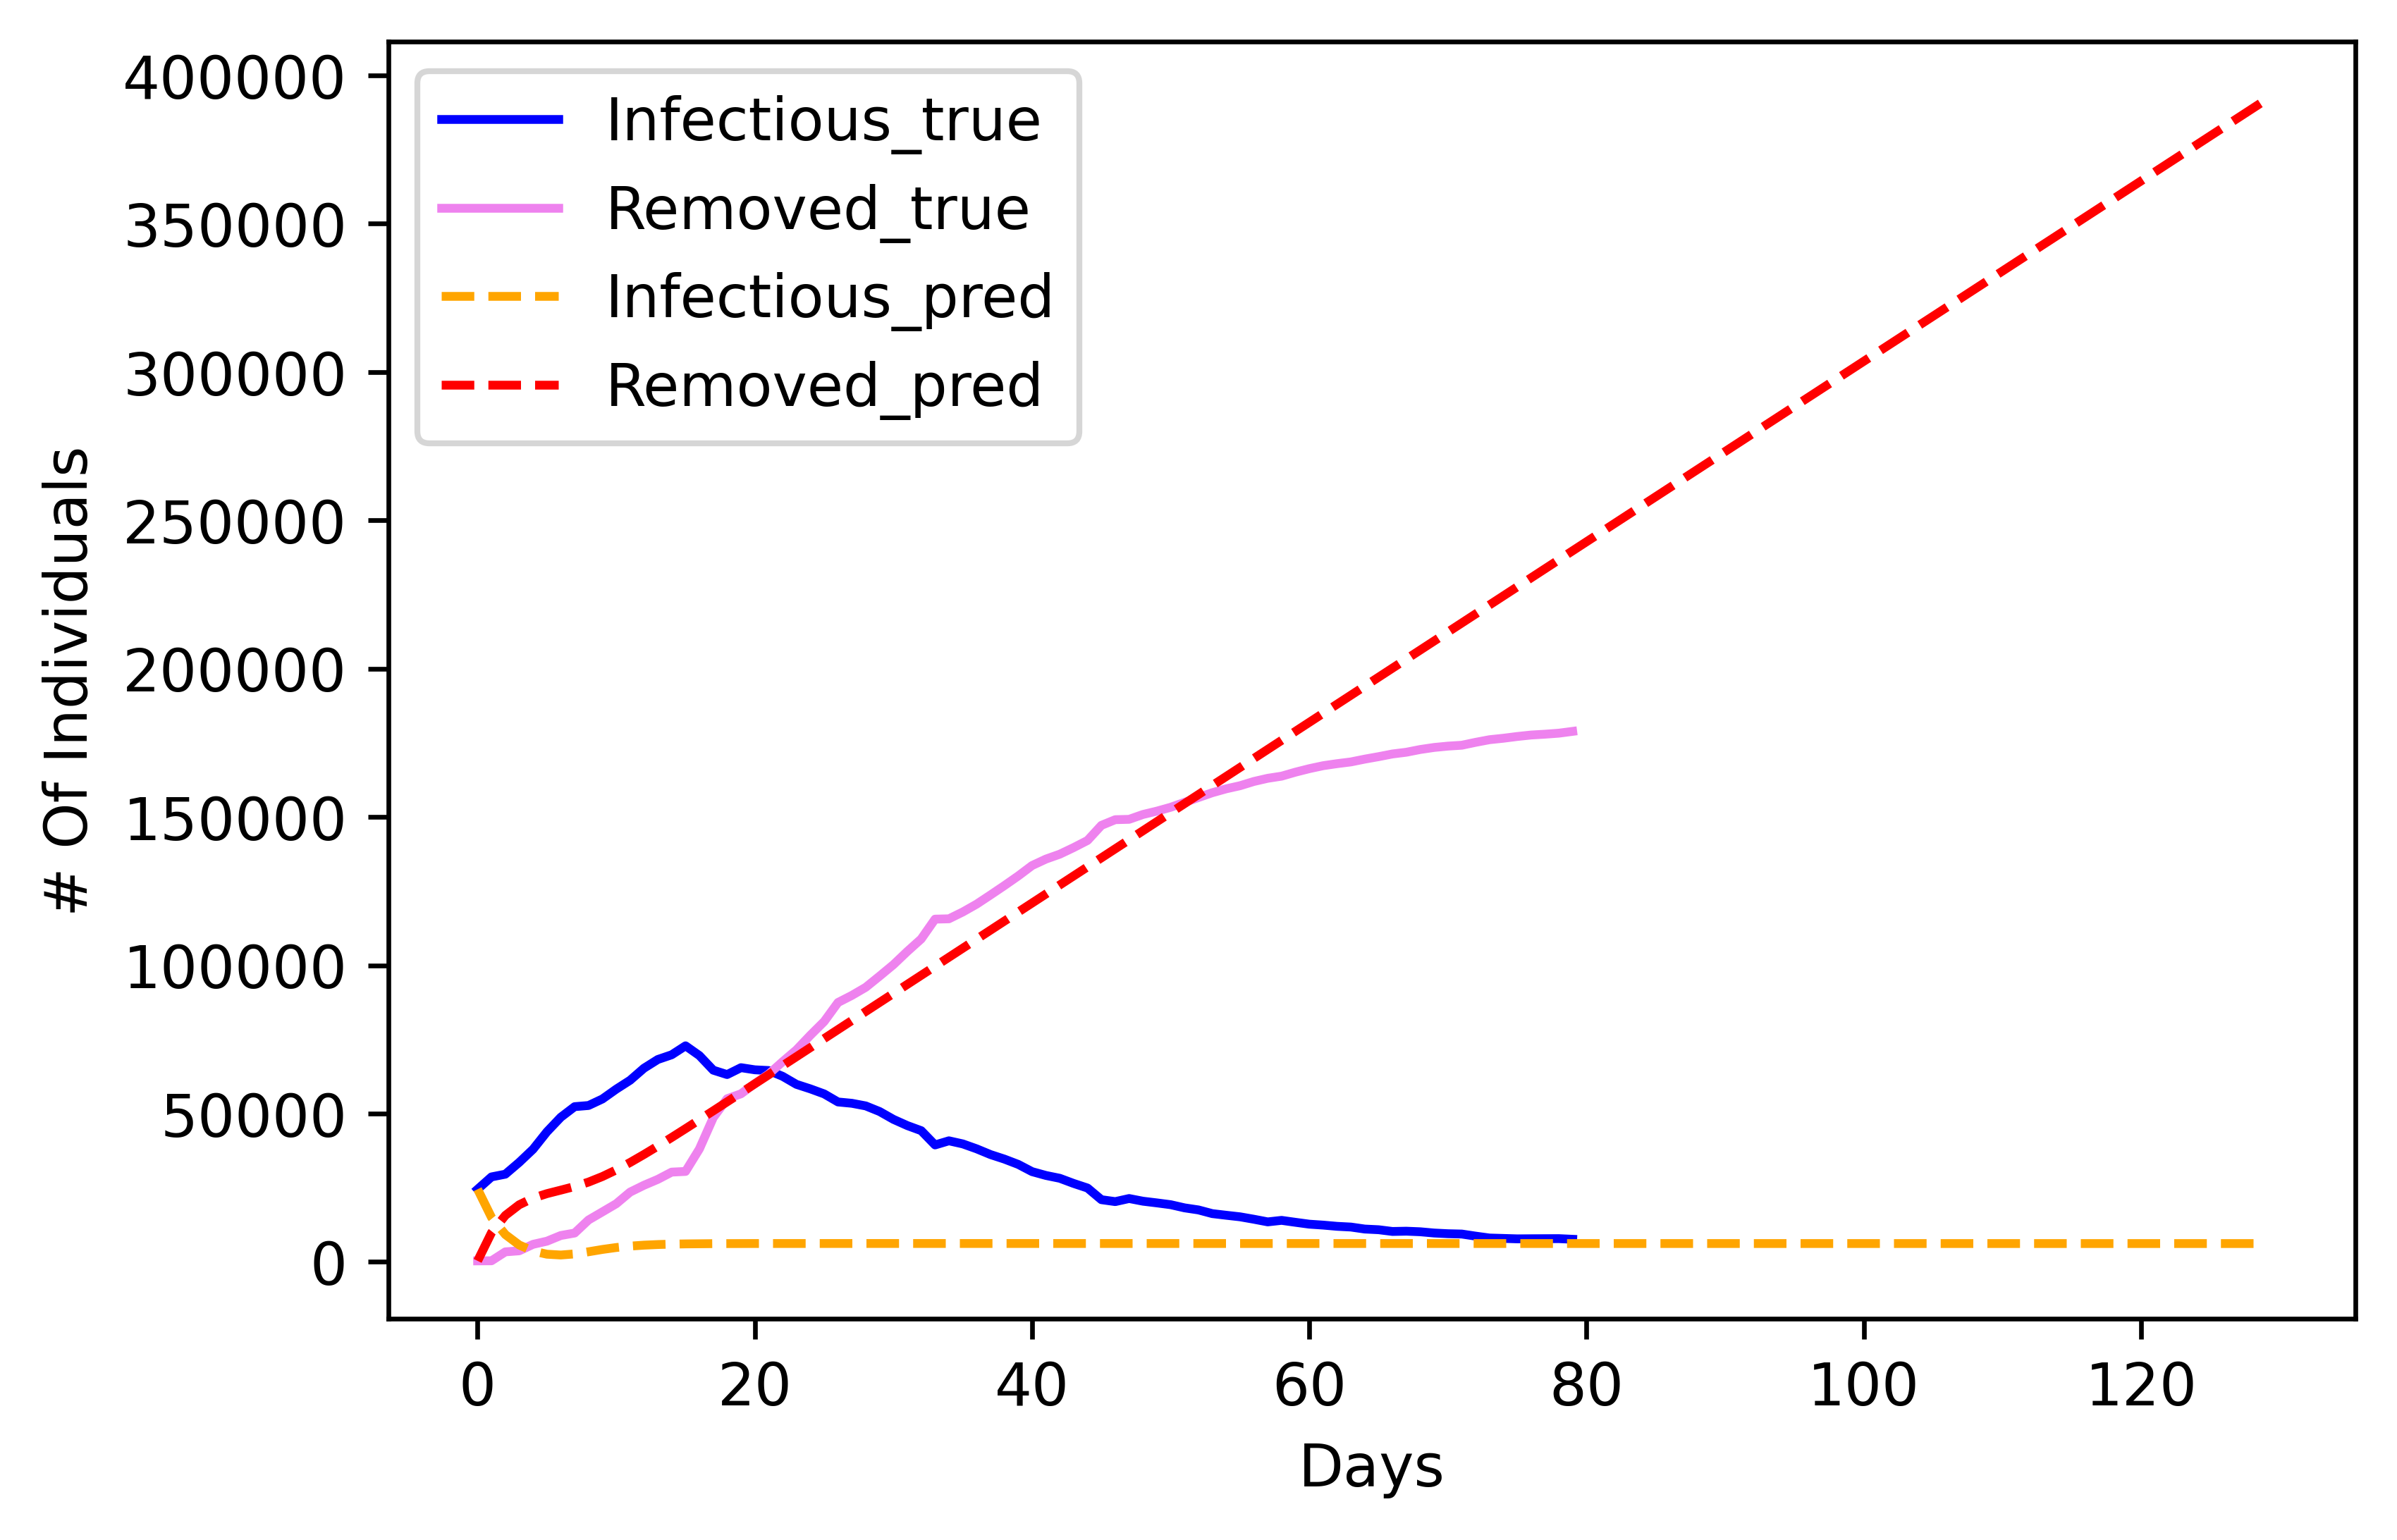 400000
350000
300000
250000
200000
150000
100000
50000
0
# Of Individuals
Infectious_true
Removed_true
Infectious_pred
Removed_pred
0 20 40 60 80 100 120
Days